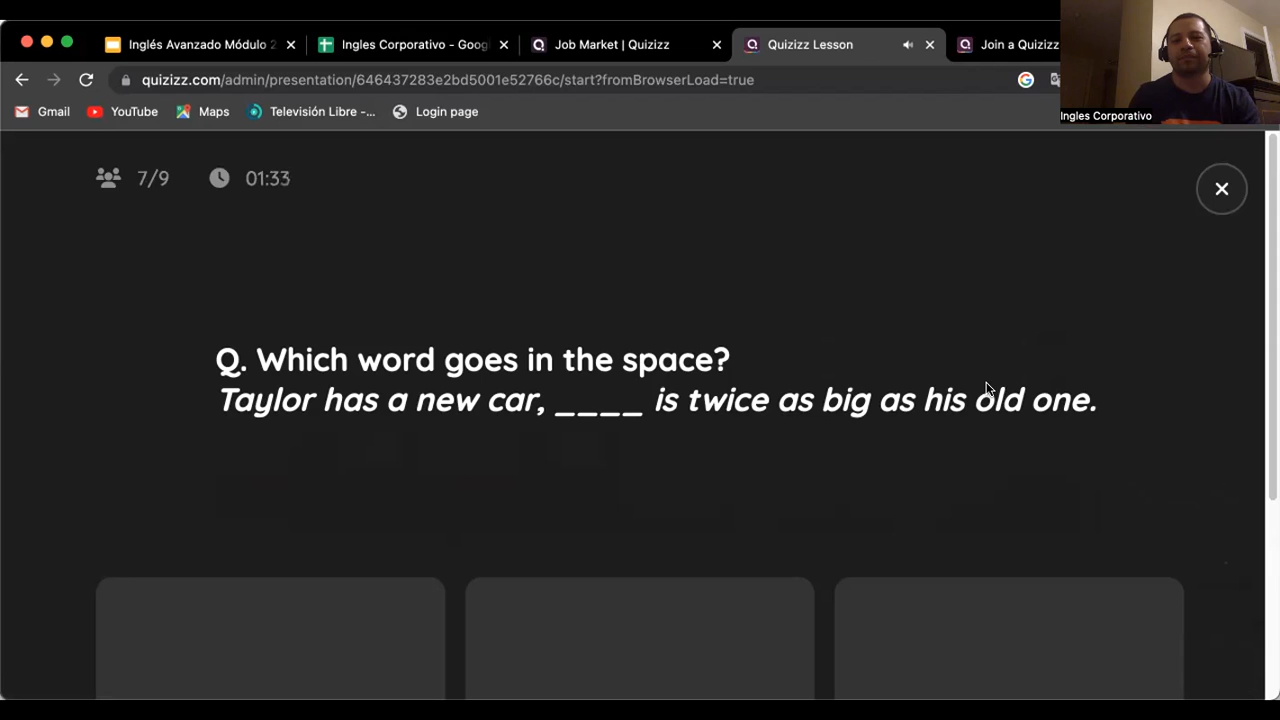 Inglés Avanzado Módulo 2
Ingles Corporativo - Goog
Job Market | Quizizz
Quizizz Lesson
Join a Quizizz
quizizz.com/admin/presentation/646437283e2bd5001e52766c/start?fromBrowserLoad=true
Gmail
YouTube
Maps
Televisión Libre -...
Login page
Ingles Corporativo
7/9
01:33
Q. Which word goes in the space?
Taylor has a new car, ____ is twice as big as his old one.